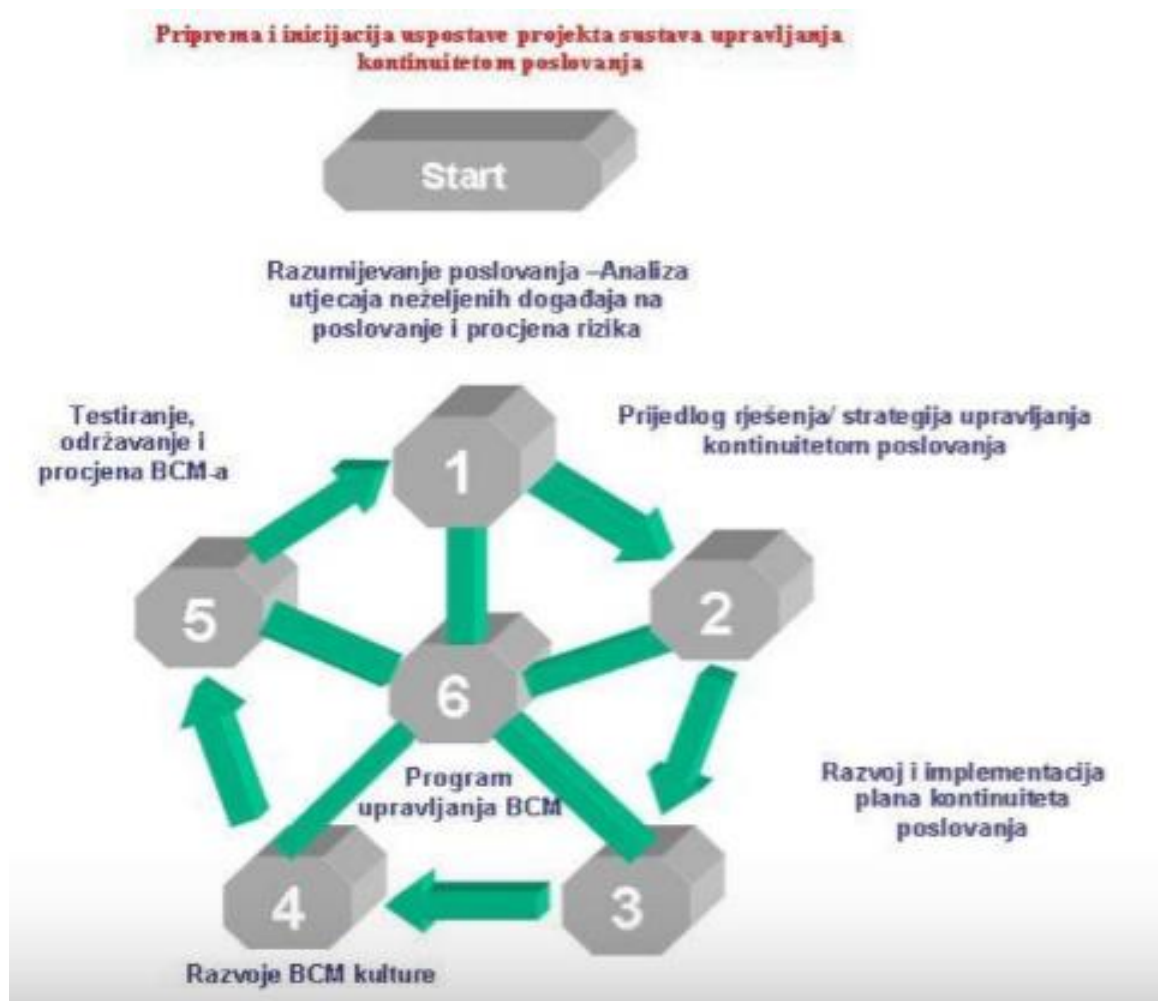 Priprema i inicijacija uspostave projekta sustava upravljanja
kontinuitetom poslovanja
Start
Razumijevanje poslovanja –Analiza
utjecaja neželjenih događaja na
poslovanje i procjena rizika
Testiranje,
održavanje i
procjena BCM-a
Prijedlog rješenja/ strategija upravljanja
kontinuitetom poslovanja
1
2
5
6
Program
upravljanja BCM
Razvoj i implementacija
plana kontinuiteta
poslovanja
4
3
Razvoje BCM kulture